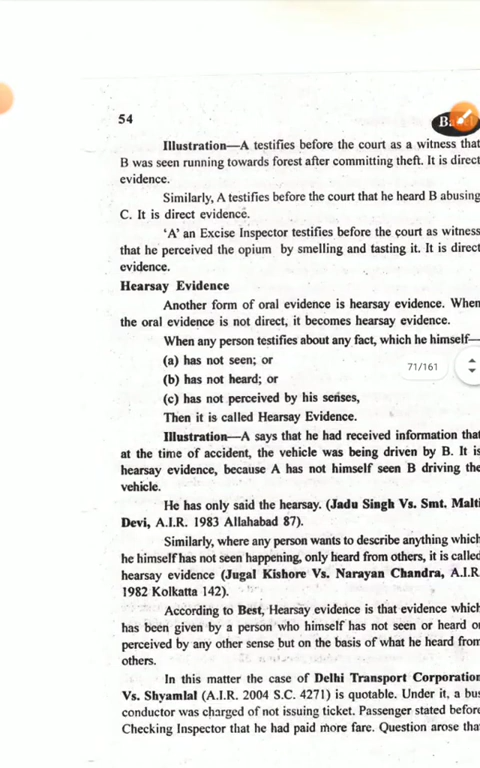 54
B
Illustration—A testifies before the court as a witness that
B was seen running towards forest after committing theft. It is direct
evidence.
Similarly, A testifies before the court that he heard B abusing
C. It is direct evidence.
'A' an Excise Inspector testifies before the court as witness
that he perceived the opium by smelling and tasting it. It is direct
evidence.
Hearsay Evidence
Another form of oral evidence is hearsay evidence. When
the oral evidence is not direct, it becomes hearsay evidence.
When any person testifies about any fact, which he himself—
(a) has not seen; or
71/161
(b) has not heard; or
(c) has not perceived by his senses,
Then it is called Hearsay Evidence.
Illustration—A says that he had received information that
at the time of accident, the vehicle was being driven by B. It is
hearsay evidence, because A has not himself seen B driving the
vehicle.
He has only said the hearsay. (Jadu Singh Vs. Smt. Malti
Devi, A.I.R. 1983 Allahabad 87).
Similarly, where any person wants to describe anything which
he himself has not seen happening, only heard from others, it is called
hearsay evidence (Jugal Kishore Vs. Narayan Chandra, A.I.R
1982 Kolkatta 142).
According to Best, Hearsay evidence is that evidence which
has been given by a person who himself has not seen or heard or
perceived by any other sense but on the basis of what he heard from
others.
In this matter the case of Delhi Transport Corporation
Vs. Shyamlal (A.I.R. 2004 S.C. 4271) is quotable. Under it, a bus
conductor was charged of not issuing ticket. Passenger stated before
Checking Inspector that he had paid more fare. Question arose that